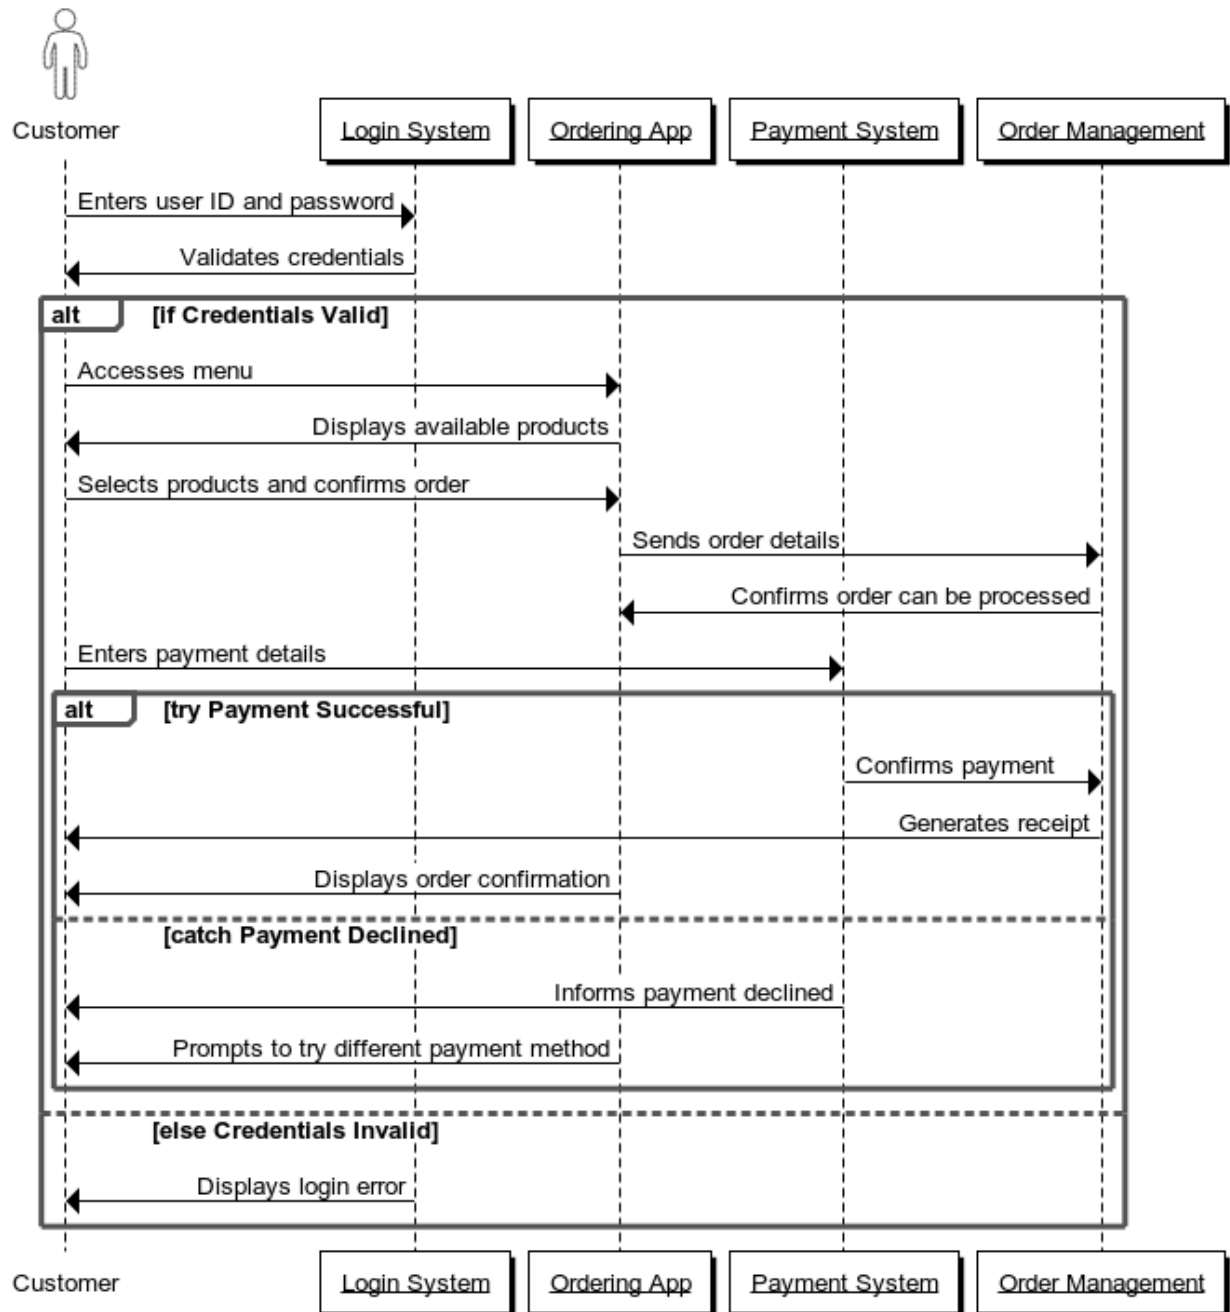 Customer Login System Ordering App Payment System Order Management
Enters user ID and password
Validates credentials
alt [if Credentials Valid]
Accesses menu
Displays available products
Selects products and confirms order
Sends order details
Confirms order can be processed
Enters payment details
alt [try Payment Successful]
Confirms payment
Generates receipt
Displays order confirmation
[catch Payment Declined]
Informs payment declined
Prompts to try different payment method
[else Credentials Invalid]
Displays login error
Customer Login System Ordering App Payment System Order Management